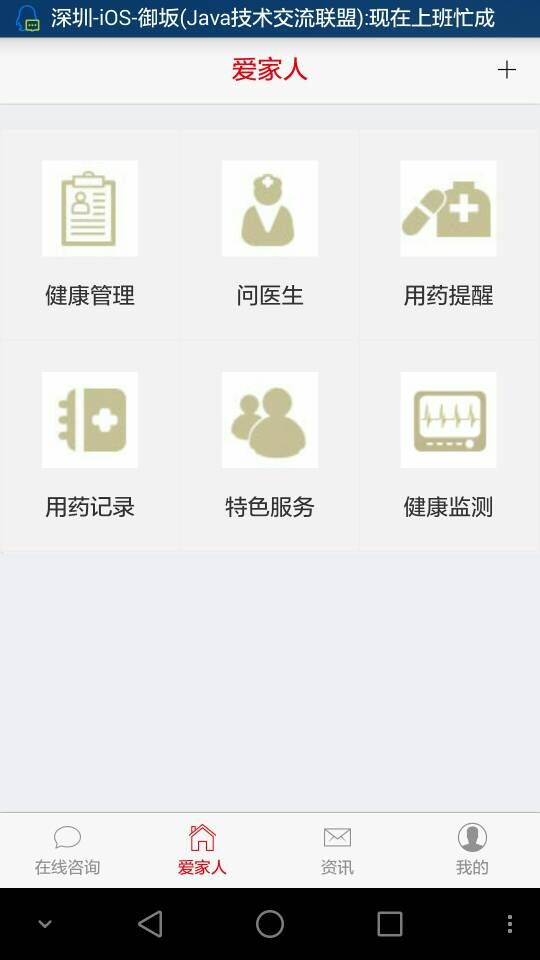 深圳-iOS-御坂(Java技术交流联盟):现在上班忙成
爱家人
健康管理
问医生
用药提醒
用药记录
特色服务
健康监测
在线咨询
爱家人
资讯
我的